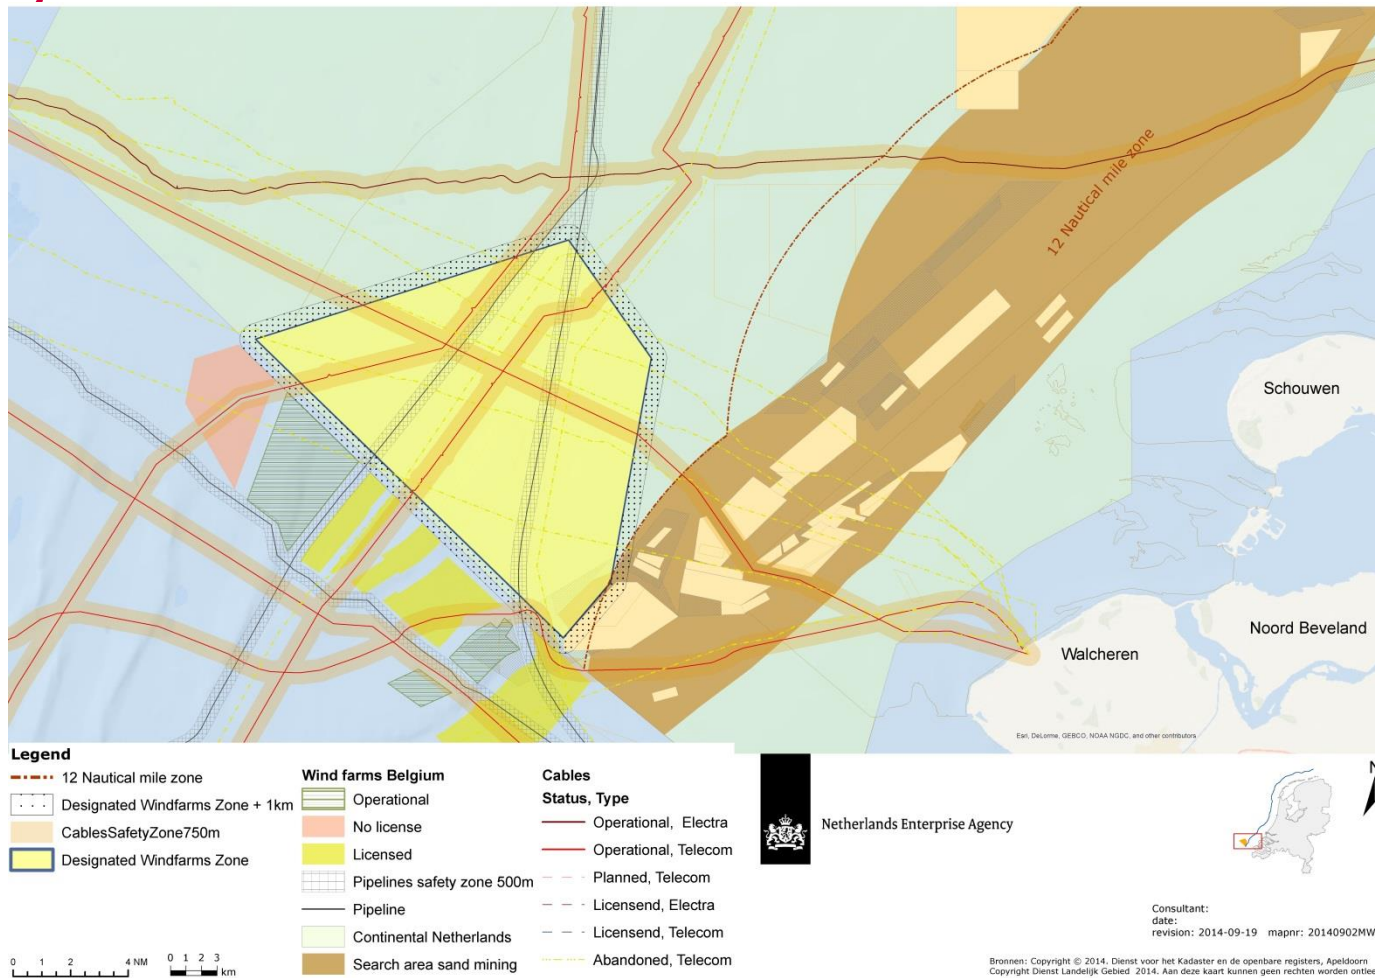 12 Nautical mile zone
Schouwen
Noord Beveland
Walcheren
Esri, DeLorme, GEBCO, NOAA NGDC, and other contributors
Legend
12 Nautical mile zone
Designated Windfarms Zone + 1km
CablesSafetyZone750m
Designated Windfarms Zone
0 1 2 4 NM
0 1 2 3
km
Wind farms Belgium
Operational
No license
Licensed
Pipelines safety zone 500m
Pipeline
Continental Netherlands
Search area sand mining
Cables
Status, Type
Operational, Electra
Operational, Telecom
Planned, Telecom
Licensend, Electra
Licensend, Telecom
Abandoned, Telecom
Netherlands Enterprise Agency
N
Consultant:
date:
revision: 2014-09-19 mapnr: 20140902MW
Bronnen: Copyright © 2014. Dienst voor het Kadaster en de openbare registers, Apeldoorn
Copyright Dienst Landelijk Gebied 2014. Aan deze kaart kunnen geen rechten worden ontlee